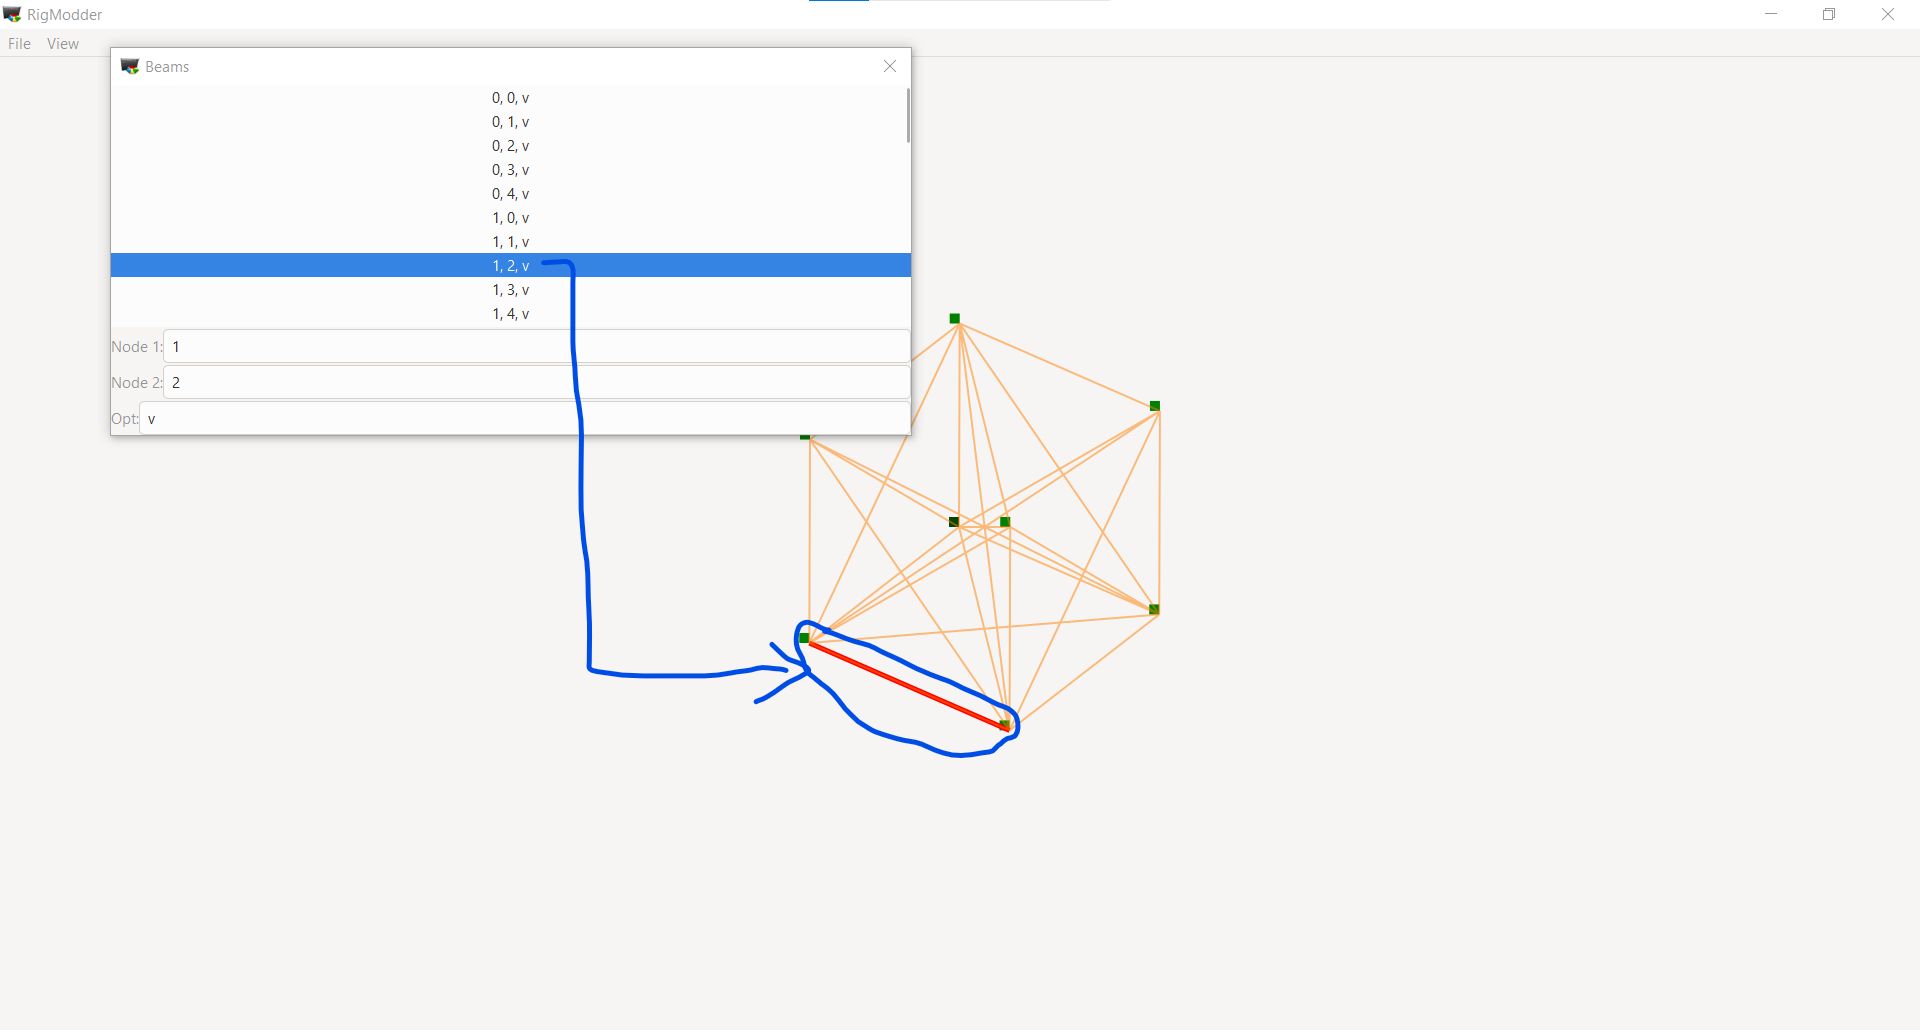 RigModder
File View
Beams
0, 0, v
0, 1, v
0, 2, v
0, 3, v
0, 4, v
1, 0, v
1, 1, v
1, 2, v
1, 3, v
1, 4, v
Node 1: 1
Node 2: 2
Opt: v